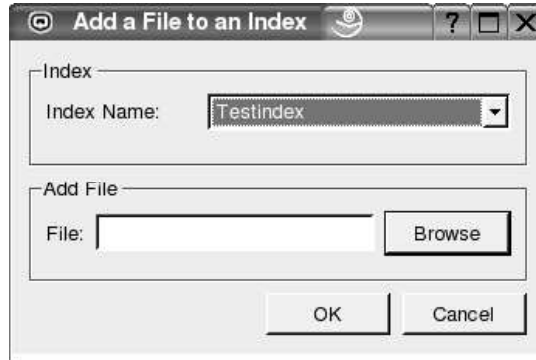 Add a File to an Index ?
Index
Index Name: Testindex
Add File
File: Browse
OK Cancel